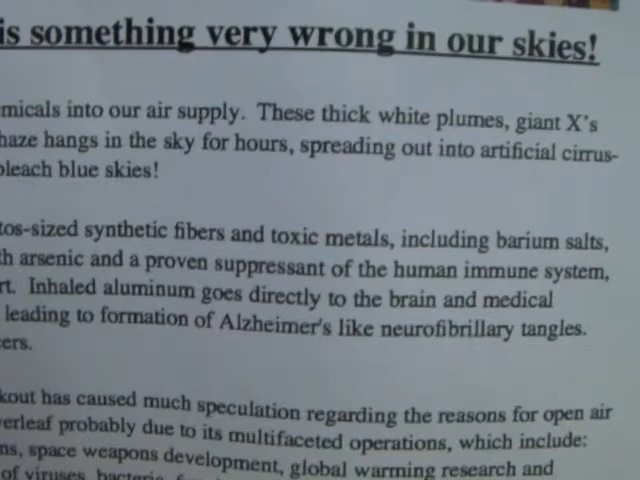 is something very wrong in our skies!
micals into our air supply. These thick white plumes, giant X's
haze hangs in the sky for hours, spreading out into artificial cirrus-
bleach blue skies!
tos-sized synthetic fibers and toxic metals, including barium salts,
th arsenic and a proven suppressant of the human immune system,
rt. Inhaled aluminum goes directly to the brain and medical
leading to formation of Alzheimer's like neurofibrillary tangles.
cers.
kout has caused much speculation regarding the reasons for open air
verleaf probably due to its multifaceted operations, which include:
ns, space weapons development, global warming research and
of viruses, bacteria,